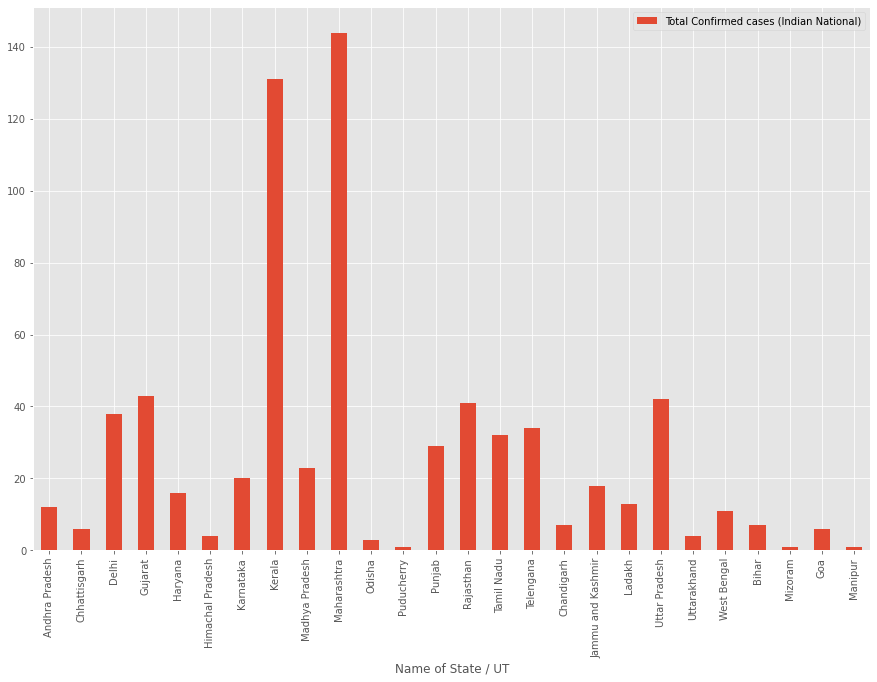 Total Confirmed cases (Indian National)
140
120
100
80
60
40
20
0
Andhra Pradesh
Chhattisgarh
Delhi
Gujarat
Haryana
Himachal Pradesh
Karnataka
Kerala
Madhya Pradesh
Maharashtra
Odisha
Puducherry
Punjab
Rajasthan
Tamil Nadu
Telengana
Chandigarh
Jammu and Kashmir
Ladakh
Uttar Pradesh
Uttarakhand
West Bengal
Bihar
Mizoram
Goa
Manipur
Name of State / UT